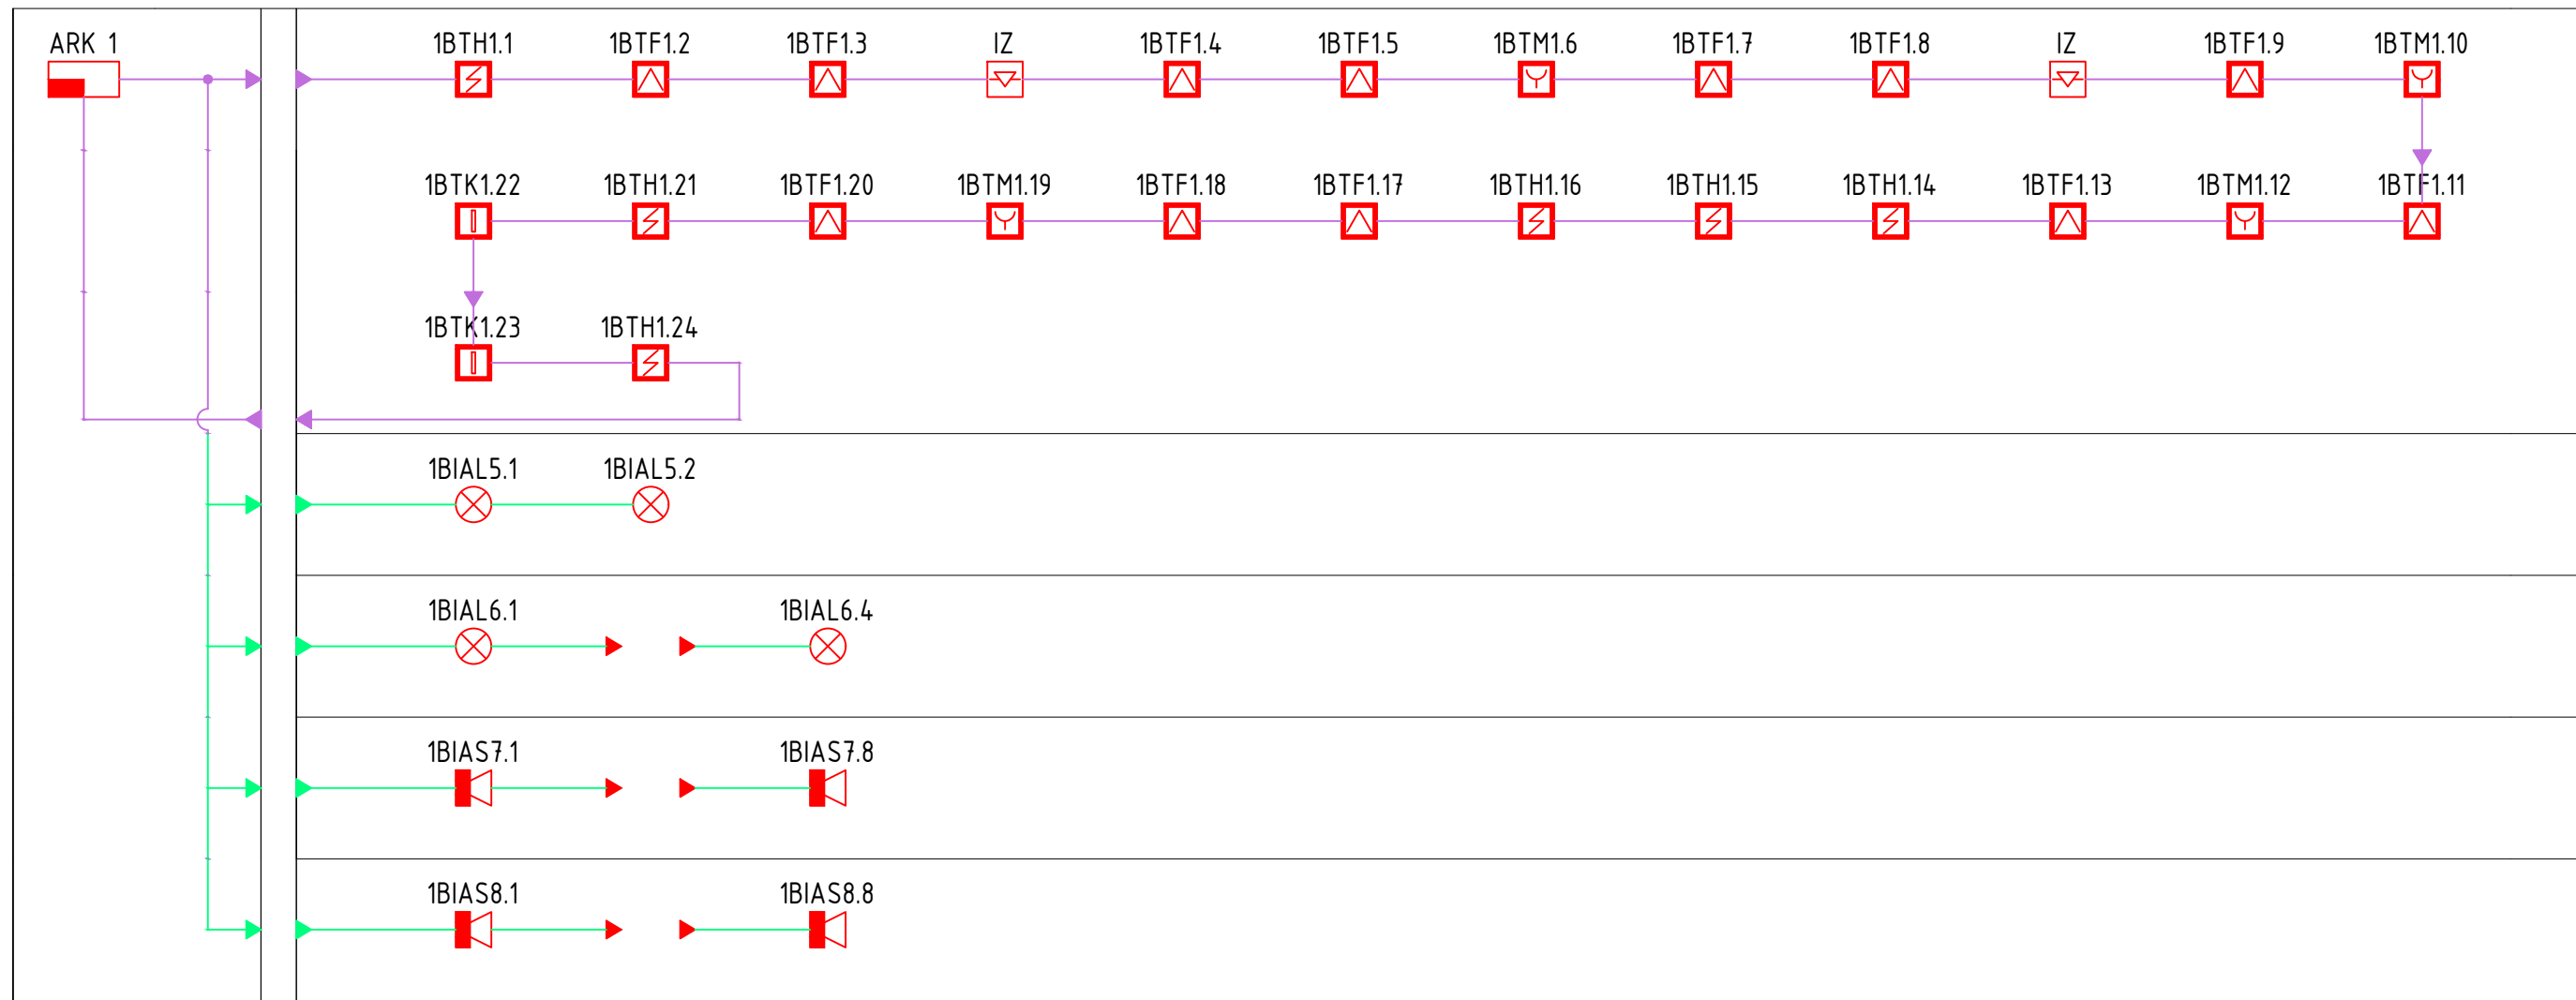 ARK 1
1BTH1.1 1BTF1.2 1BTF1.3 IZ 1BTF1.4 1BTF1.5 1BTM1.6 1BTF1.7 1BTF1.8 IZ 1BTF1.9 1BTM1.10
1BTK1.22 1BTH1.21 1BTF1.20 1BTM1.19 1BTF1.18 1BTF1.17 1BTH1.16 1BTH1.15 1BTH1.14 1BTF1.13 1BTM1.12 1BTF1.11
1BTK1.23 1BTH1.24
1BIAL5.1 1BIAL5.2
1BIAL6.1 1BIAL6.4
1BIAS7.1 1BIAS7.8
1BIAS8.1 1BIAS8.8